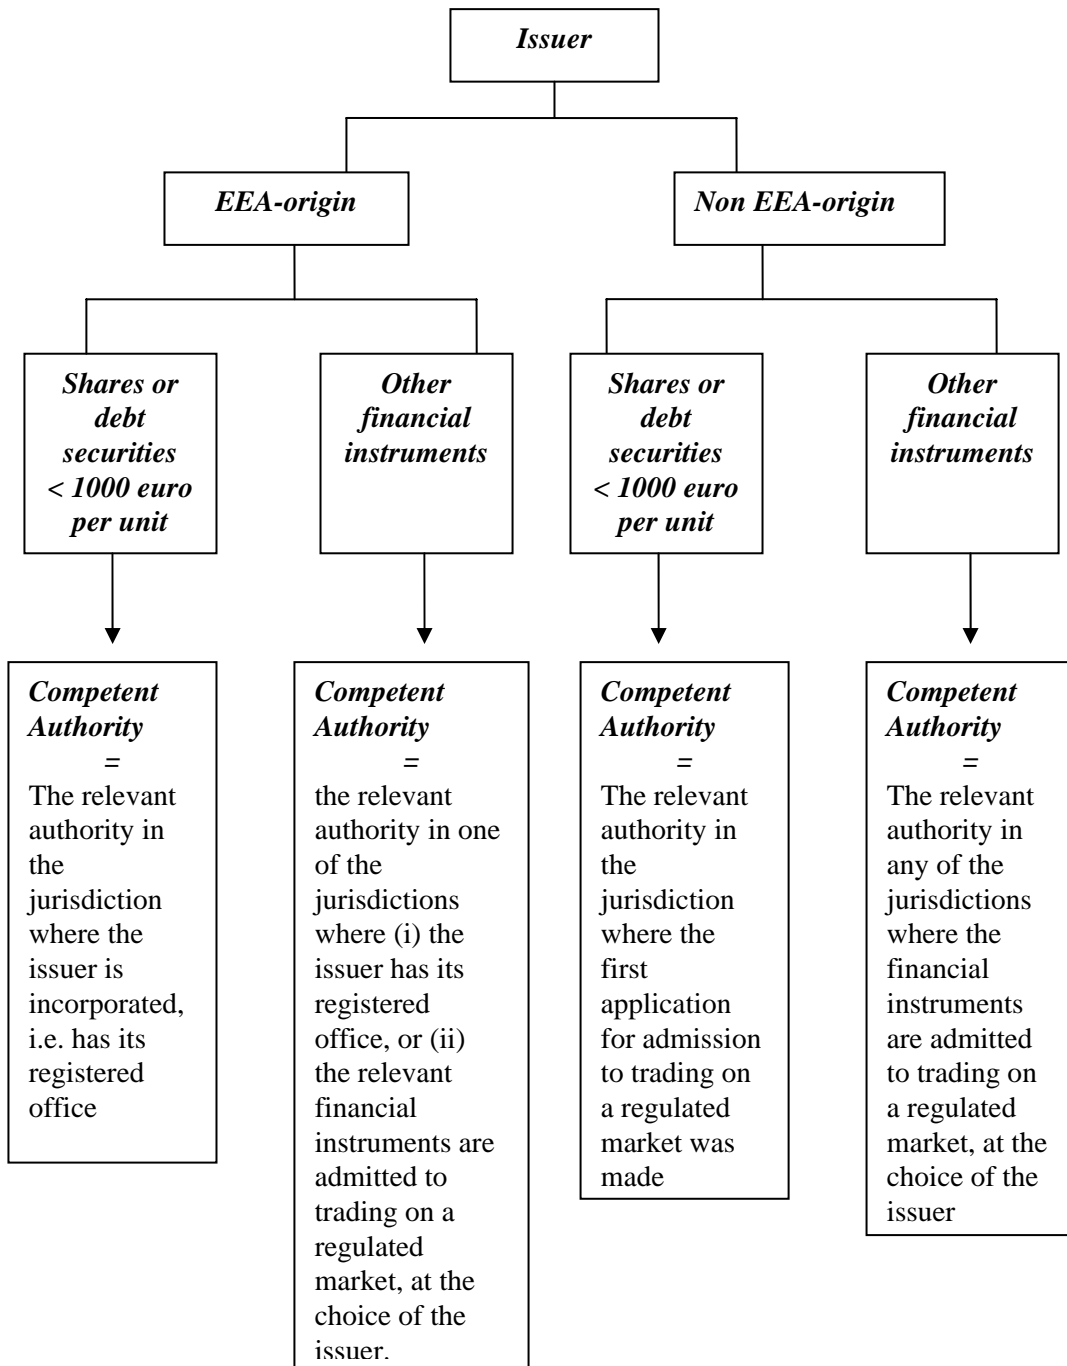 Issuer
EEA-origin
Non EEA-origin
Shares or
debt
securities
< 1000 euro
per unit
Other
financial
instruments
Shares or
debt
securities
< 1000 euro
per unit
Other
financial
instruments
Competent
Authority
=
The relevant
authority in
the
jurisdiction
where the
issuer is
incorporated,
i.e. has its
registered
office
Competent
Authority
=
the relevant
authority in one
of the
jurisdictions
where (i) the
issuer has its
registered
office, or (ii)
the relevant
financial
instruments are
admitted to
trading on a
regulated
market, at the
choice of the
issuer.
Competent
Authority
=
The relevant
authority in
the
jurisdiction
where the
first
application
for admission
to trading on
a regulated
market was
made
Competent
Authority
=
The relevant
authority in
any of the
jurisdictions
where the
financial
instruments
are admitted
to trading on
a regulated
market, at the
choice of the
issuer